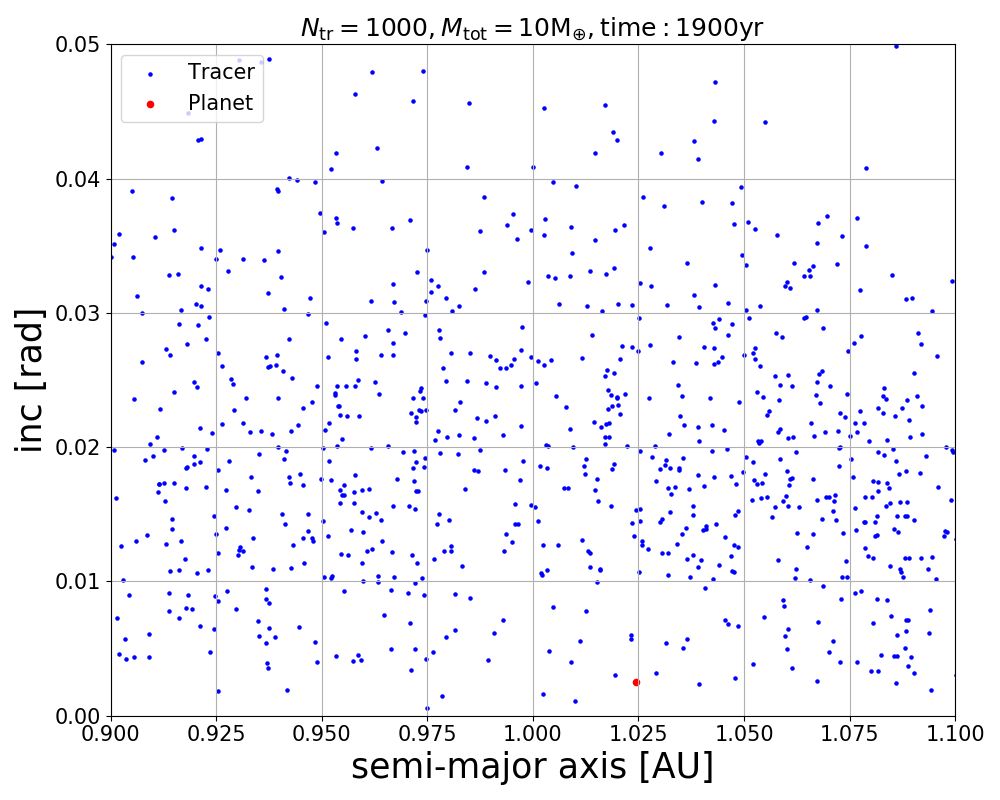 N_tr = 1000, M_tot = 10M_⊕, time : 1900yr
Tracer
Planet
0.05
0.04
0.03
0.02
0.01
0.00
inc [rad]
0.900 0.925 0.950 0.975 1.000 1.025 1.050 1.075 1.100
semi-major axis [AU]